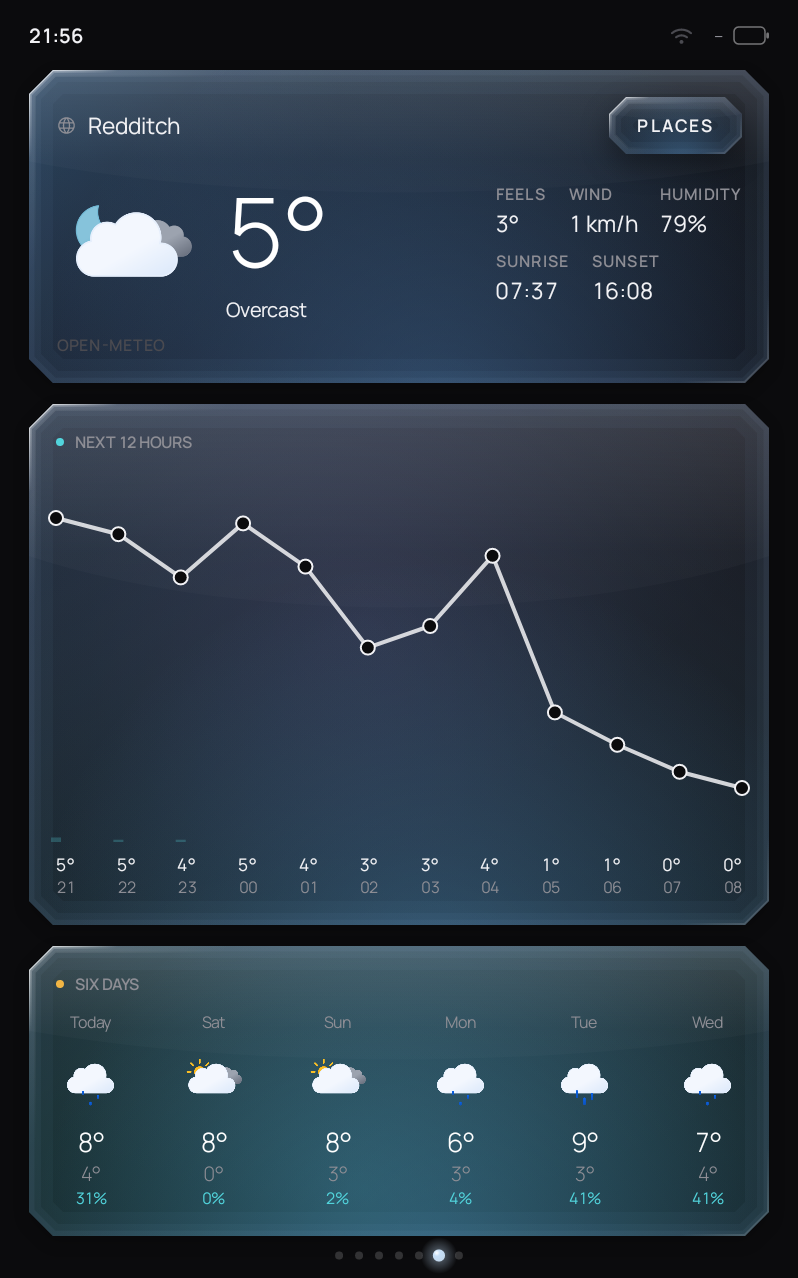 21:56
–
Redditch
PLACES
5°
Overcast
FEELS WIND HUMIDITY
3° 1 km/h 79%
SUNRISE SUNSET
07:37 16:08
OPEN-METEO
NEXT 12 HOURS
5° 5° 4° 5° 4° 3° 3° 4° 1° 1° 0° 0°
21 22 23 00 01 02 03 04 05 06 07 08
SIX DAYS
Today Sat Sun Mon Tue Wed
8° 8° 8° 6° 9° 7°
4° 0° 3° 3° 3° 4°
31% 0% 2% 4% 41% 41%